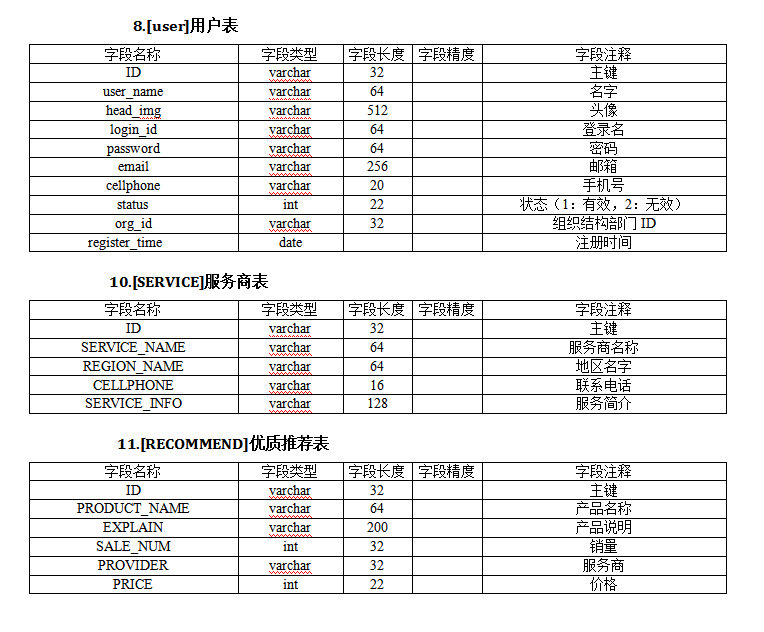 8.[user]用户表
字段名称 字段类型 字段长度 字段精度 字段注释
ID varchar 32 主键
user_name varchar 64 名字
head_img varchar 512 头像
login_id varchar 64 登录名
password varchar 64 密码
email varchar 256 邮箱
cellphone varchar 20 手机号
status int 22 状态（1：有效，2：无效）
org_id varchar 32 组织结构部门 ID
register_time date 注册时间
10.[SERVICE]服务商表
字段名称 字段类型 字段长度 字段精度 字段注释
ID varchar 32 主键
SERVICE_NAME varchar 64 服务商名称
REGION_NAME varchar 64 地区名字
CELLPHONE varchar 16 联系电话
SERVICE_INFO varchar 128 服务简介
11.[RECOMMEND]优质推荐表
字段名称 字段类型 字段长度 字段精度 字段注释
ID varchar 32 主键
PRODUCT_NAME varchar 64 产品名称
EXPLAIN varchar 200 产品说明
SALE_NUM int 32 销量
PROVIDER varchar 32 服务商
PRICE int 22 价格